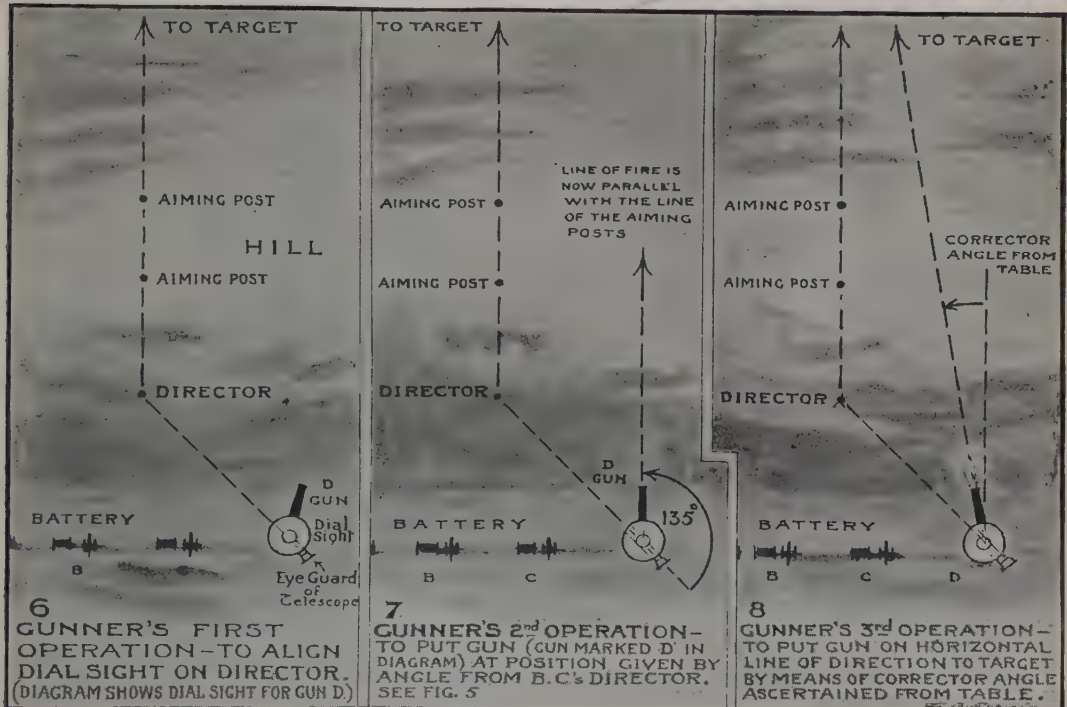 TO TARGET
AIMING POST
HILL
AIMING POST
DIRECTOR
D
GUN
Dial
Sight
BATTERY
B
Eye Guard
of
Telescope
6
GUNNER'S FIRST
OPERATION-TO ALIGN
DIAL SIGHT ON DIRECTOR.
(DIAGRAM SHOWS DIAL SIGHT FOR GUN D.)
TO TARGET
LINE OF FIRE IS
NOW PARALLEL
WITH THE LINE
OF THE AIMING
POSTS
AIMING POST
AIMING POST
DIRECTOR
D
GUN
135°
BATTERY
B C
7
GUNNER'S 2nd OPERATION-
TO PUT GUN (GUN MARKED 'D' IN
DIAGRAM) AT POSITION GIVEN BY
ANGLE FROM B.C's DIRECTOR.
SEE FIG. 5
TO TARGET
AIMING POST
CORRECTOR
ANGLE FROM
TABLE
AIMING POST
DIRECTOR
BATTERY
B C D
8
GUNNER'S 3rd OPERATION-
TO PUT GUN ON HORIZONTAL
LINE OF DIRECTION TO TARGET
BY MEANS OF CORRECTOR ANGLE
ASCERTAINED FROM TABLE.